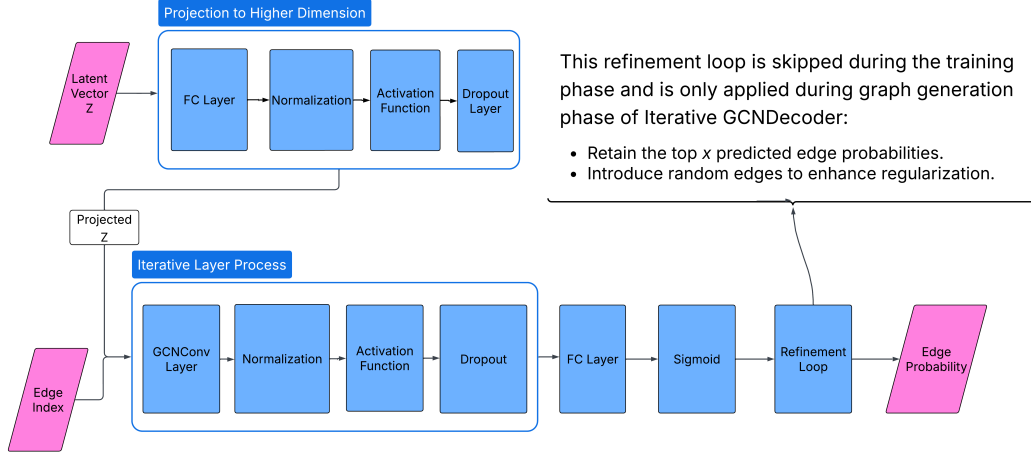 Projection to Higher Dimension
Latent
Vector
Z
FC Layer
Normalization
Activation
Function
Dropout
Layer
This refinement loop is skipped during the training
phase and is only applied during graph generation
phase of Iterative GCNDecoder:
• Retain the top x predicted edge probabilities.
• Introduce random edges to enhance regularization.
Projected
Z
Iterative Layer Process
Edge
Index
GCNConv
Layer
Normalization
Activation
Function
Dropout
FC Layer
Sigmoid
Refinement
Loop
Edge
Probability